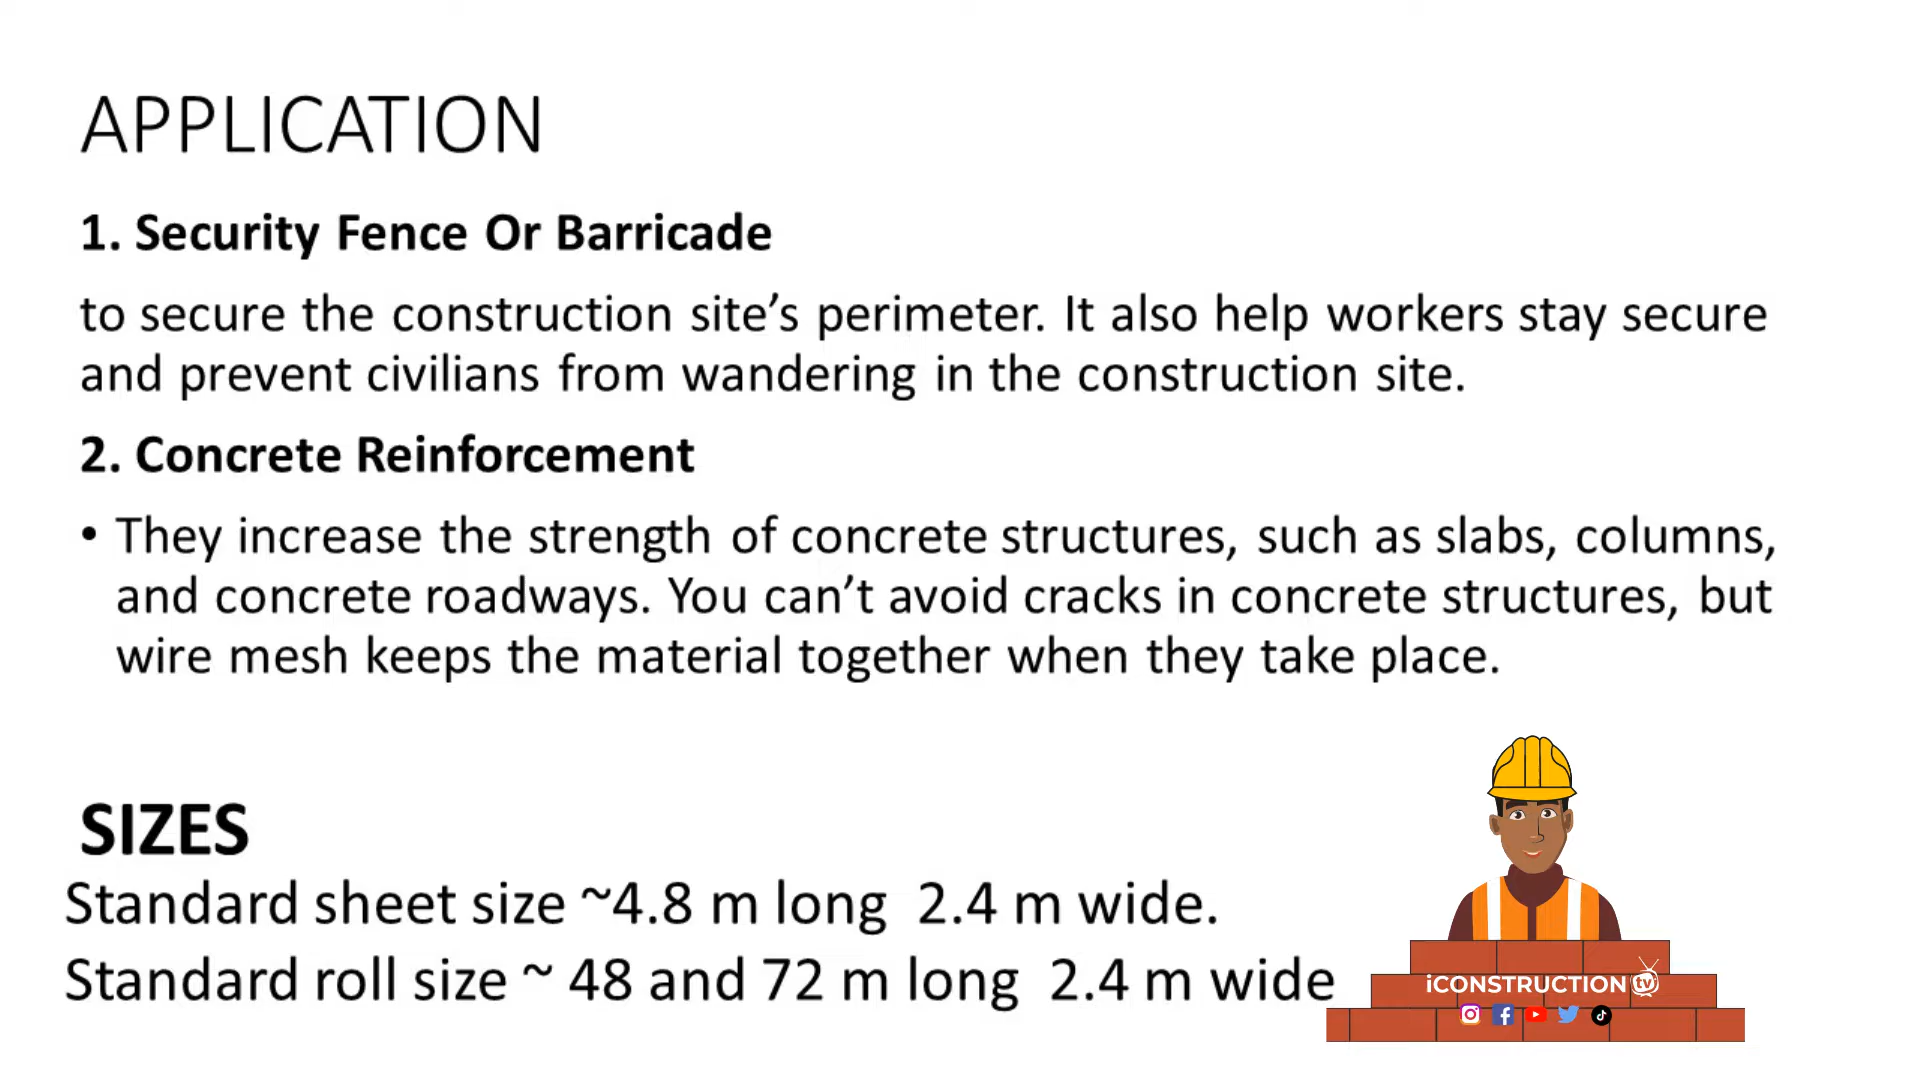 APPLICATION
1. Security Fence Or Barricade
to secure the construction site’s perimeter. It also help workers stay secure
and prevent civilians from wandering in the construction site.
2. Concrete Reinforcement
• They increase the strength of concrete structures, such as slabs, columns,
and concrete roadways. You can’t avoid cracks in concrete structures, but
wire mesh keeps the material together when they take place.
SIZES
Standard sheet size ~4.8 m long 2.4 m wide.
Standard roll size ~ 48 and 72 m long 2.4 m wide
iCONSTRUCTION tv